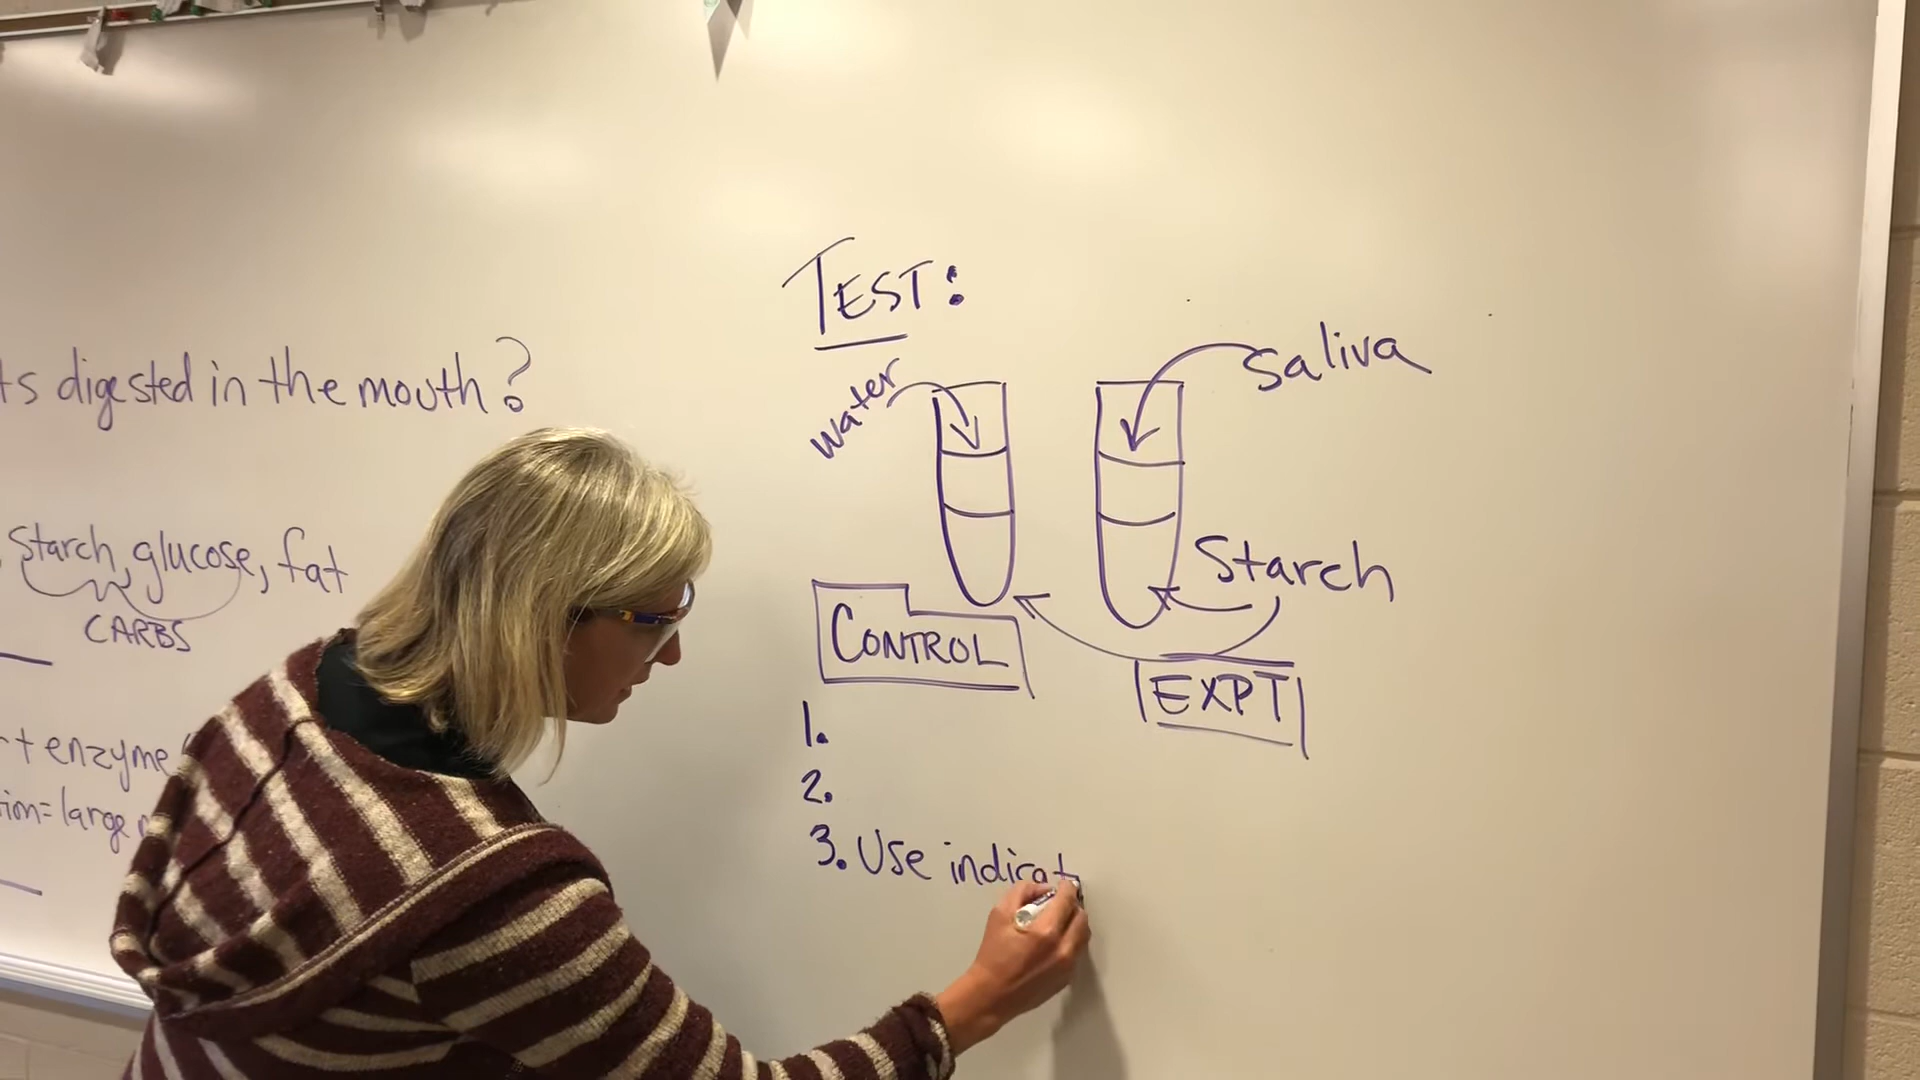 ts digested in the mouth?
starch, glucose, fat
CARBS
+ enzyme
ion = large
TEST:
water
saliva
Starch
CONTROL
EXPT
1.
2.
3. Use indicat